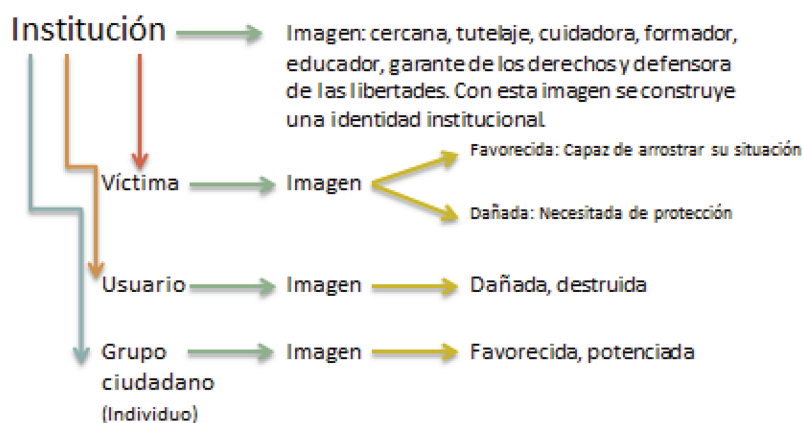 Institución
Imagen: cercana, tutelaje, cuidadora, formador,
educador, garante de los derechos y defensora
de las libertades. Con esta imagen se construye
una identidad institucional.
Víctima
Imagen
Favorecida: Capaz de arrostrar su situación
Dañada: Necesitada de protección
Usuario
Imagen
Dañada, destruida
Grupo
ciudadano
(Individuo)
Imagen
Favorecida, potenciada